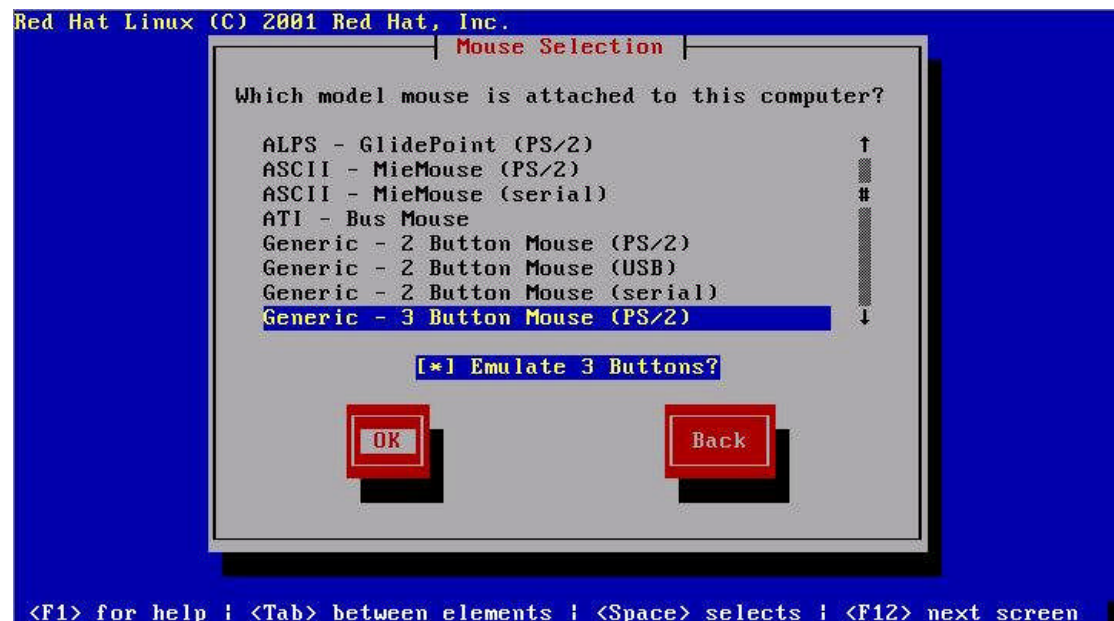 Red Hat Linux (C) 2001 Red Hat, Inc.
Mouse Selection
Which model mouse is attached to this computer?
ALPS - GlidePoint (PS/2)
ASCII - MieMouse (PS/2)
ASCII - MieMouse (serial)
ATI - Bus Mouse
Generic - 2 Button Mouse (PS/2)
Generic - 2 Button Mouse (USB)
Generic - 2 Button Mouse (serial)
Generic - 3 Button Mouse (PS/2)
[*] Emulate 3 Buttons?
OK Back
<F1> for help | <Tab> between elements | <Space> selects | <F12> next screen